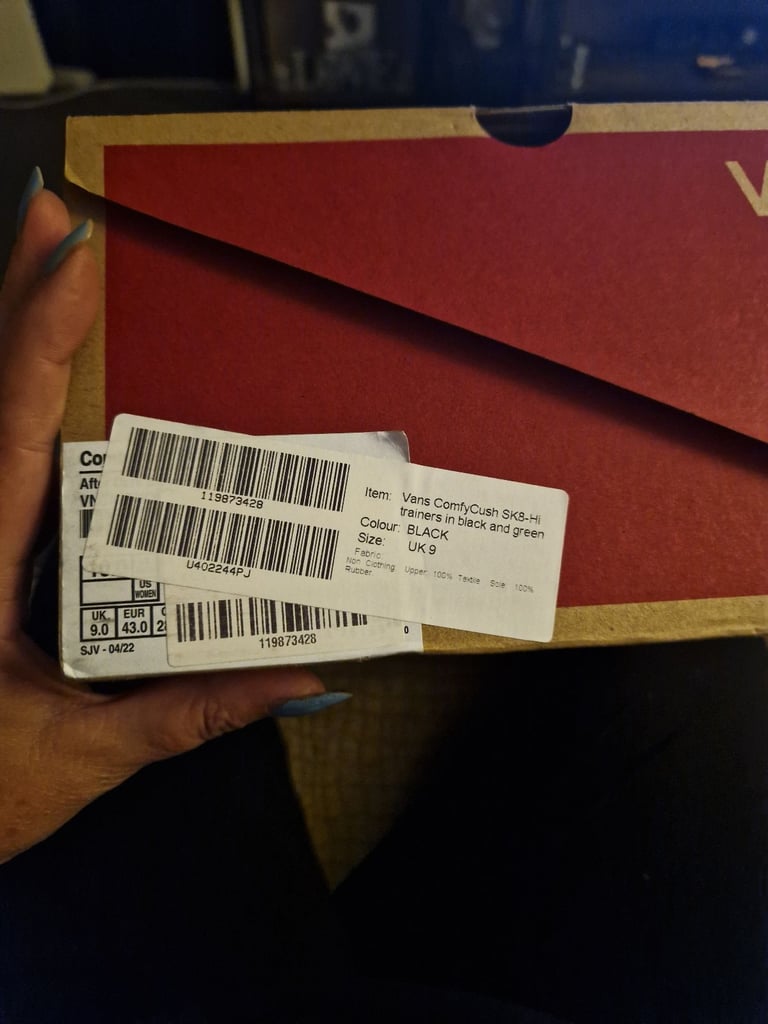 Co
Aft
VN
119873428
U402244PJ
Item: Vans ComfyCush SK8-Hi
trainers in black and green
Colour: BLACK
Size: UK 9
Fabric:
Non Clothing Upper: 100% Textile Sole: 100%
Rubber.
US
WOMEN
UK EUR
9.0 43.0 2
SJV - 04/22
119873428
0